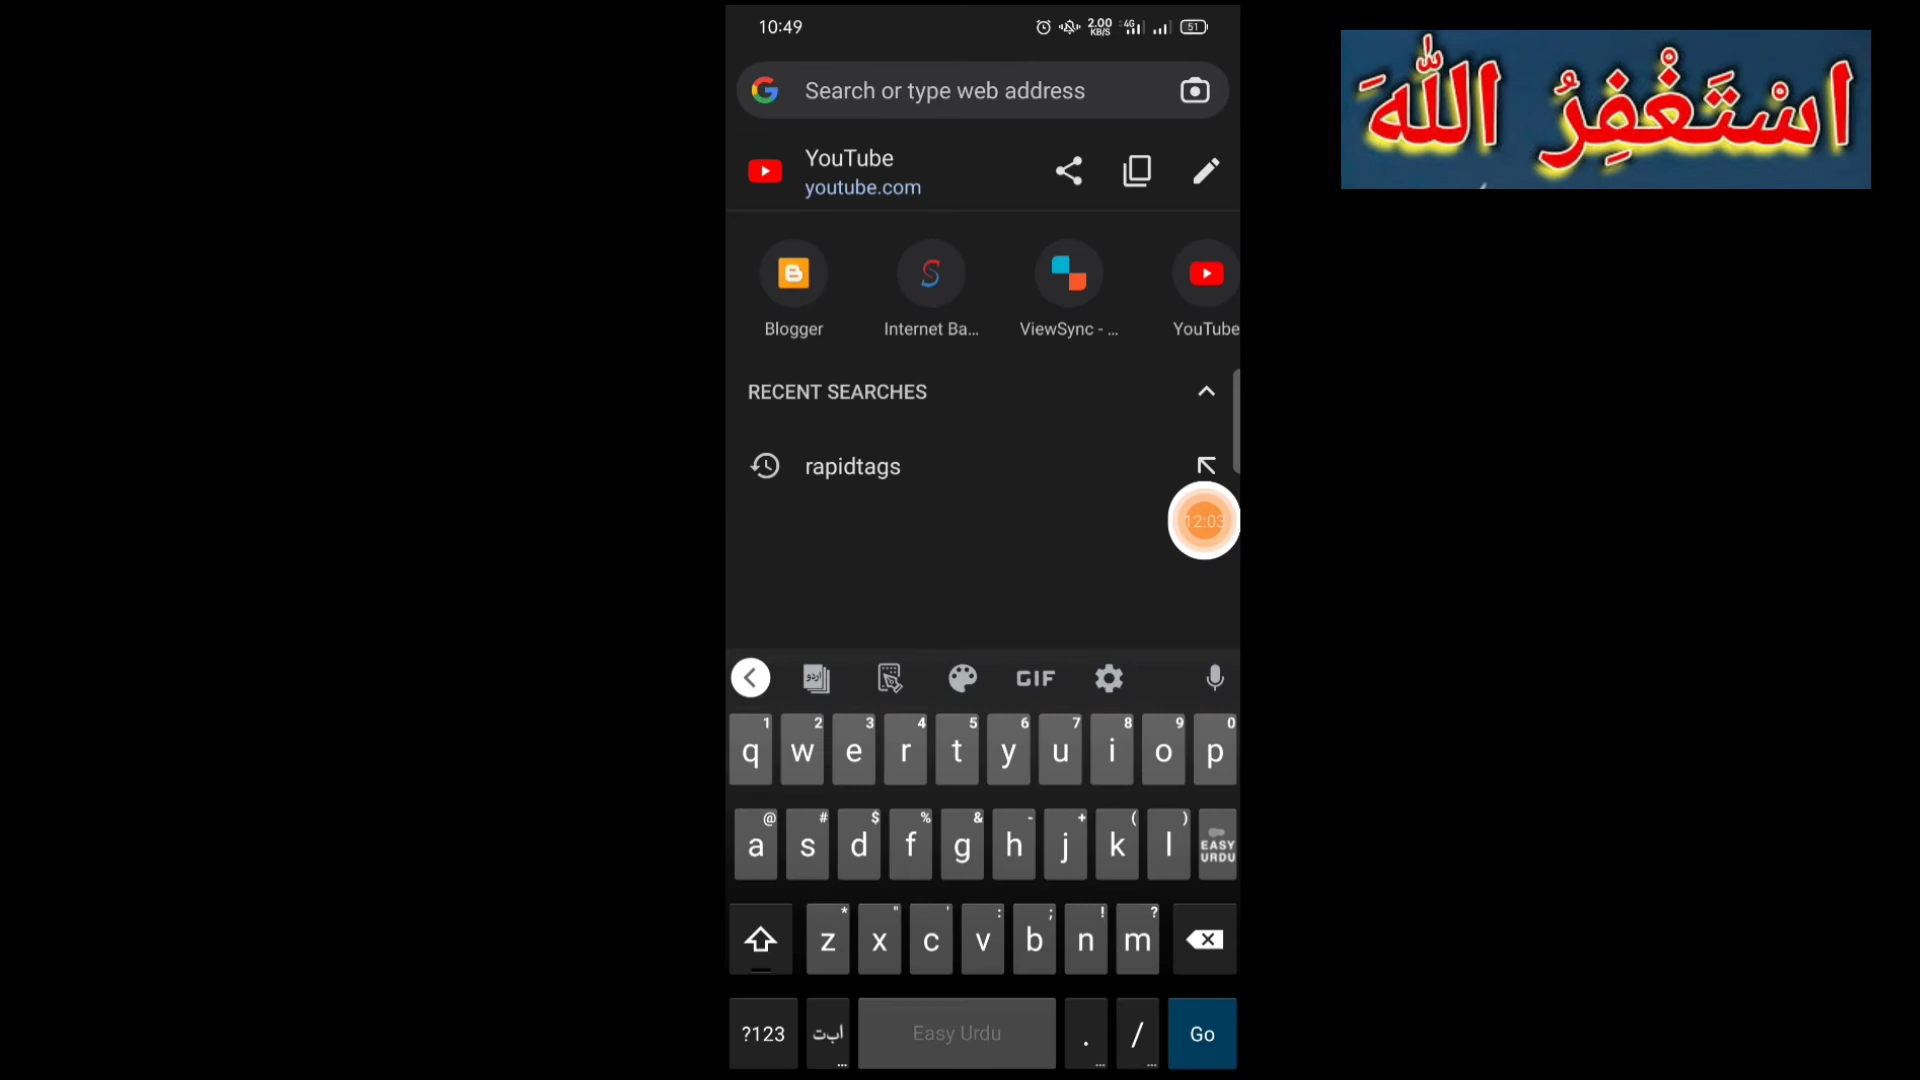 10:49
2.00
KB/S
4G
51
اسْتَغْفِرُ اللّٰهَ
Search or type web address
YouTube
youtube.com
Blogger
Internet Ba...
ViewSync - ...
YouTube
RECENT SEARCHES
rapidtags
12:03
اردو
GIF
1 2 3 4 5 6 7 8 9 0
q w e r t y u i o p
@ # $ % & - + ( )
a s d f g h j k l EASY URDU
* " ' : ; ! ?
z x c v b n m
?123 ابت Easy Urdu . / Go